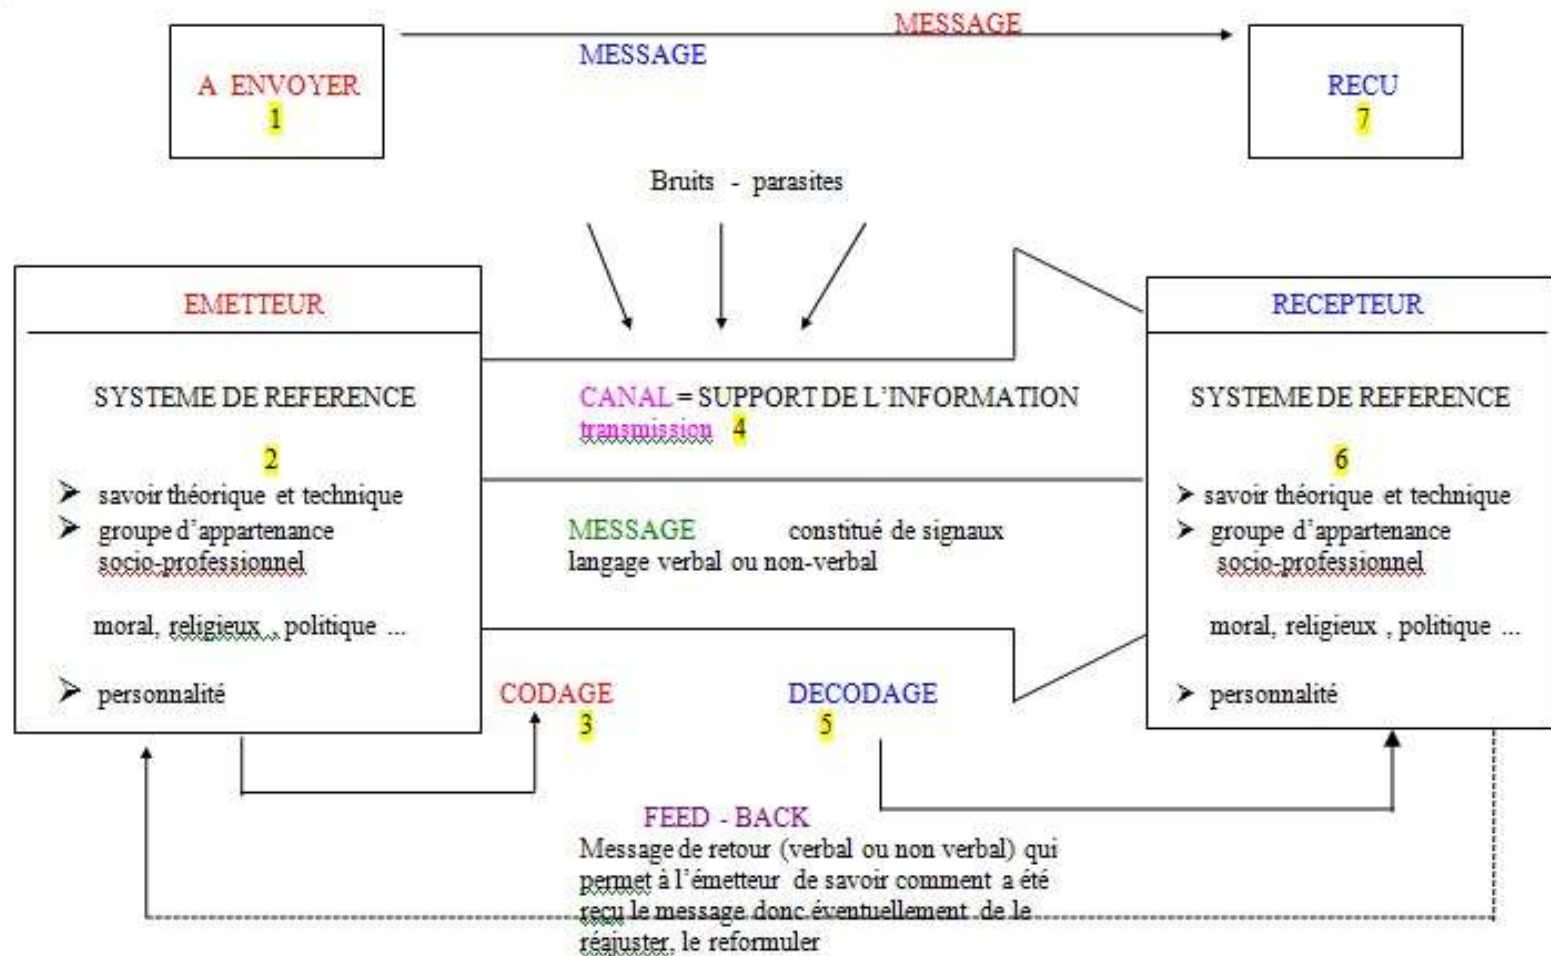 MESSAGE
MESSAGE
A ENVOYER
1
RECU
7
Bruits - parasites
EMETTEUR
SYSTEME DE REFERENCE
2
savoir théorique et technique
groupe d'appartenance
socio-professionnel
moral, religieux , politique ...
personnalité
CANAL = SUPPORT DE L'INFORMATION
transmission 4
MESSAGE constitué de signaux
langage verbal ou non-verbal
CODAGE
3
DECODAGE
5
RECEPTEUR
SYSTEME DE REFERENCE
6
savoir théorique et technique
groupe d'appartenance
socio-professionnel
moral, religieux , politique ...
personnalité
FEED - BACK
Message de retour (verbal ou non verbal) qui
permet à l'émetteur de savoir comment a été
reçu le message donc éventuellement de le
réajuster, le reformuler